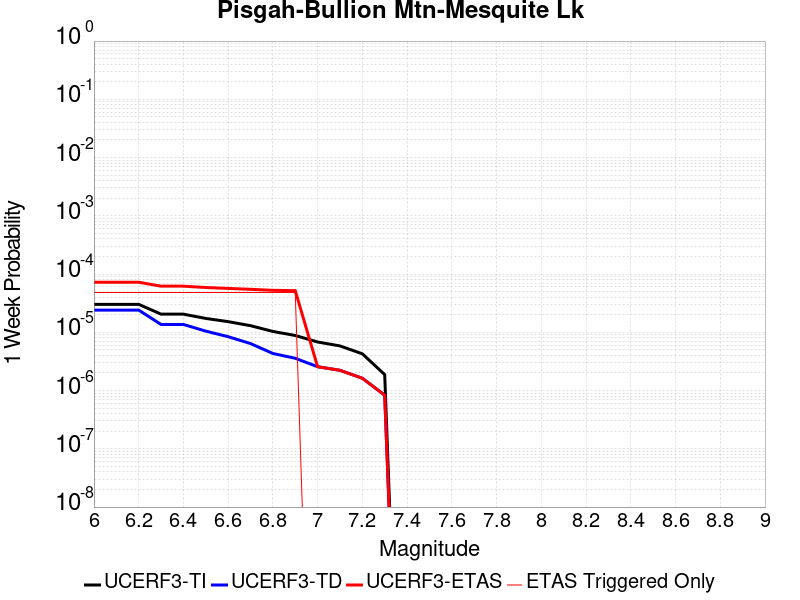 Pisgah-Bullion Mtn-Mesquite Lk
1 Week Probability
10^0
10^-1
10^-2
10^-3
10^-4
10^-5
10^-6
10^-7
10^-8
6 6.2 6.4 6.6 6.8 7 7.2 7.4 7.6 7.8 8 8.2 8.4 8.6 8.8 9
Magnitude
UCERF3-TI UCERF3-TD UCERF3-ETAS ETAS Triggered Only